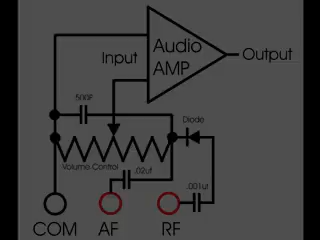 Audio
AMP
Input
Output
500P
Diode
Volume Control
.02uf
.001uf
COM
AF
RF